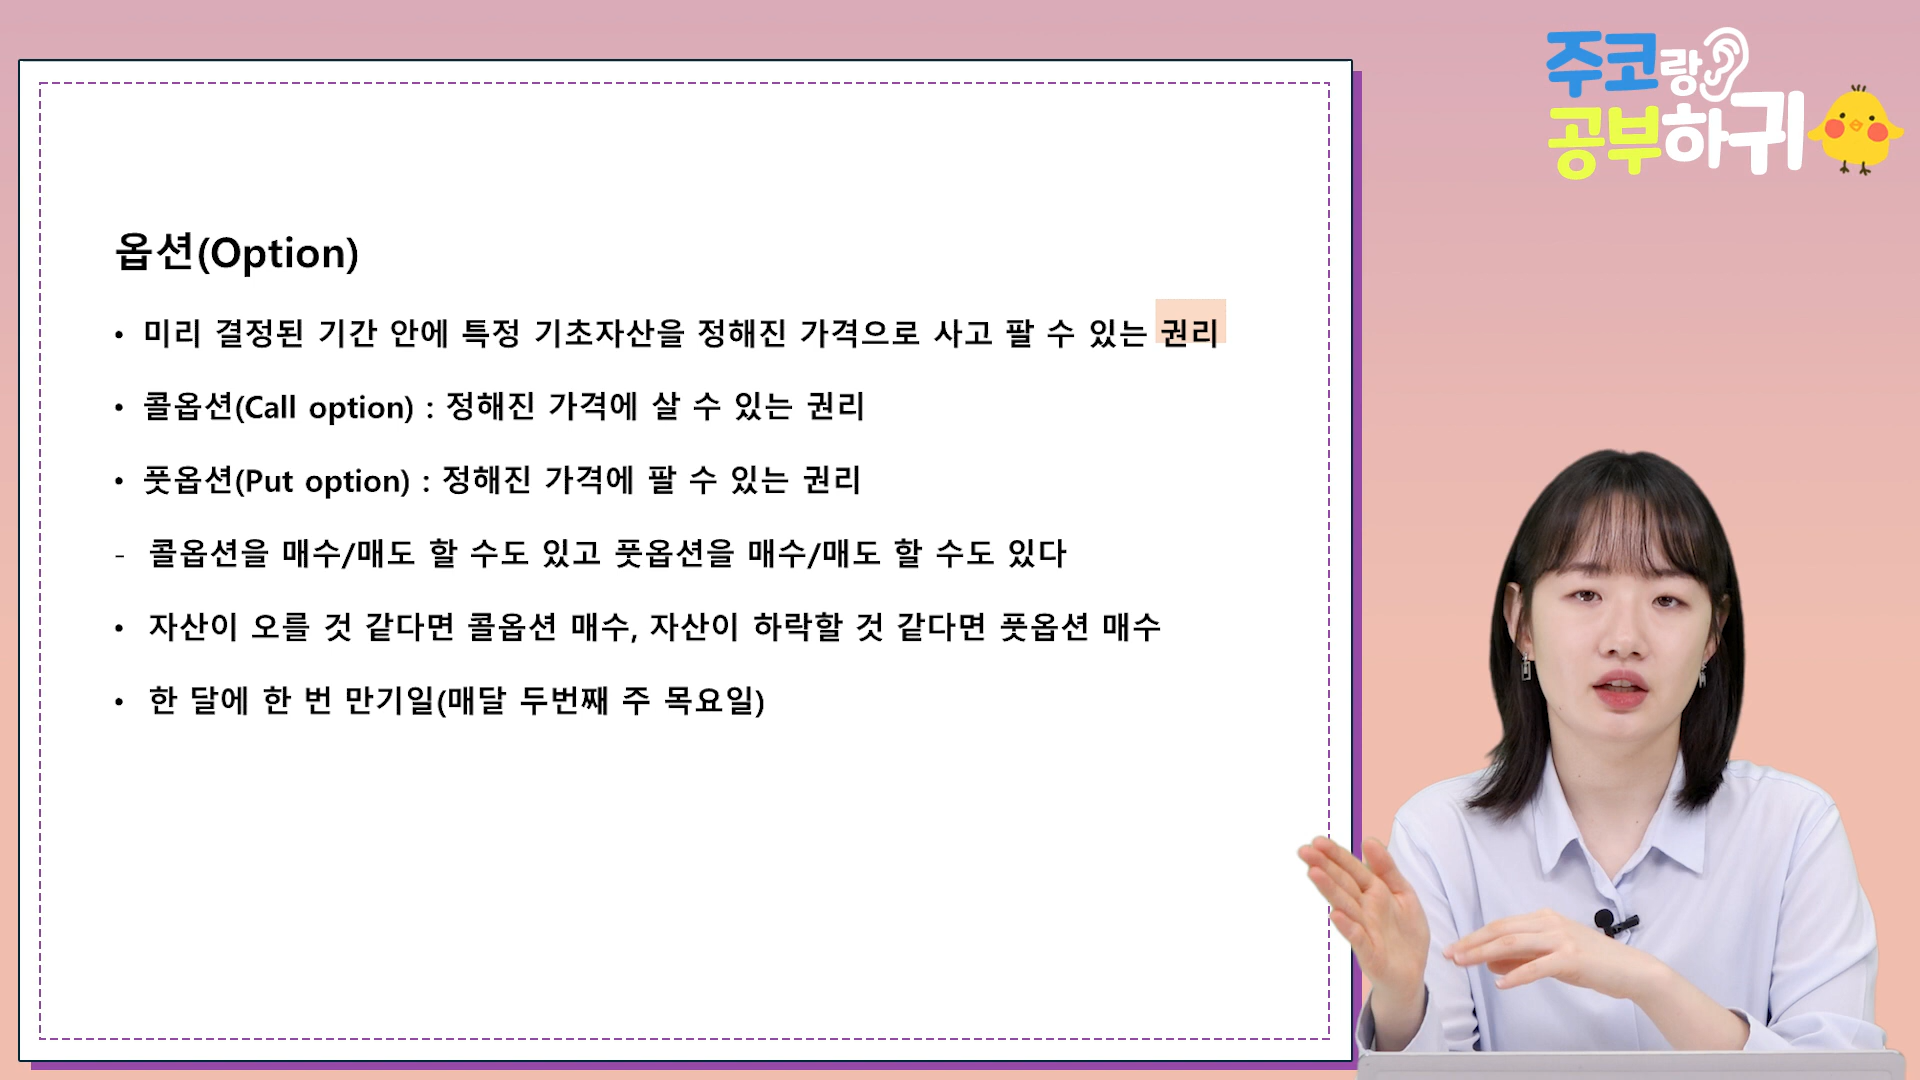 주코랑
공부하귀
옵션(Option)
• 미리 결정된 기간 안에 특정 기초자산을 정해진 가격으로 사고 팔 수 있는 권리
• 콜옵션(Call option) : 정해진 가격에 살 수 있는 권리
• 풋옵션(Put option) : 정해진 가격에 팔 수 있는 권리
- 콜옵션을 매수/매도 할 수도 있고 풋옵션을 매수/매도 할 수도 있다
• 자산이 오를 것 같다면 콜옵션 매수, 자산이 하락할 것 같다면 풋옵션 매수
• 한 달에 한 번 만기일(매달 두번째 주 목요일)